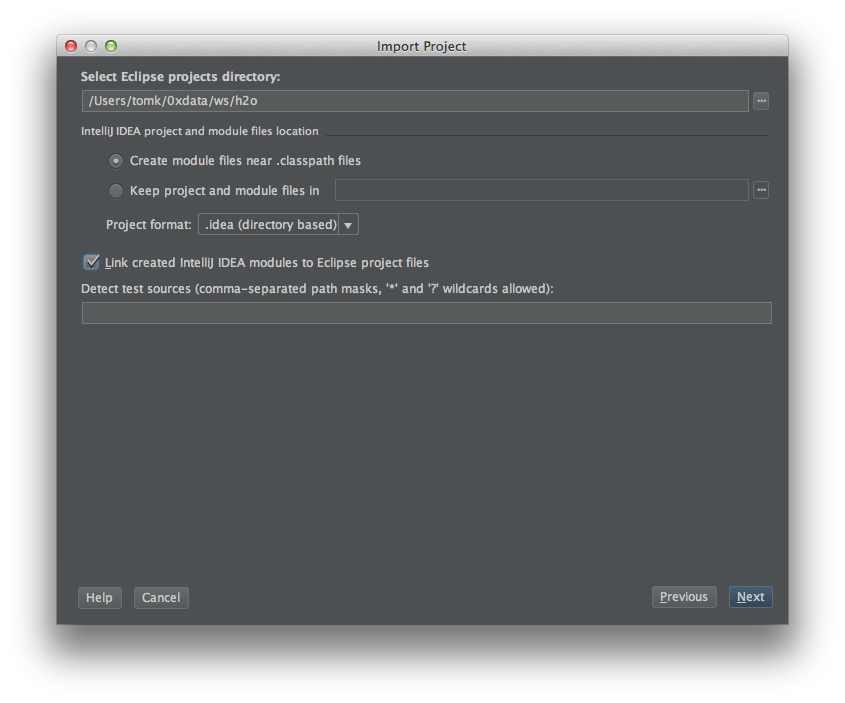 Import Project
Select Eclipse projects directory:
/Users/tomk/0xdata/ws/h2o
...
IntelliJ IDEA project and module files location
Create module files near .classpath files
Keep project and module files in
...
Project format: .idea (directory based)
Link created IntelliJ IDEA modules to Eclipse project files
Detect test sources (comma-separated path masks, '*' and '?' wildcards allowed):
Help Cancel Previous Next